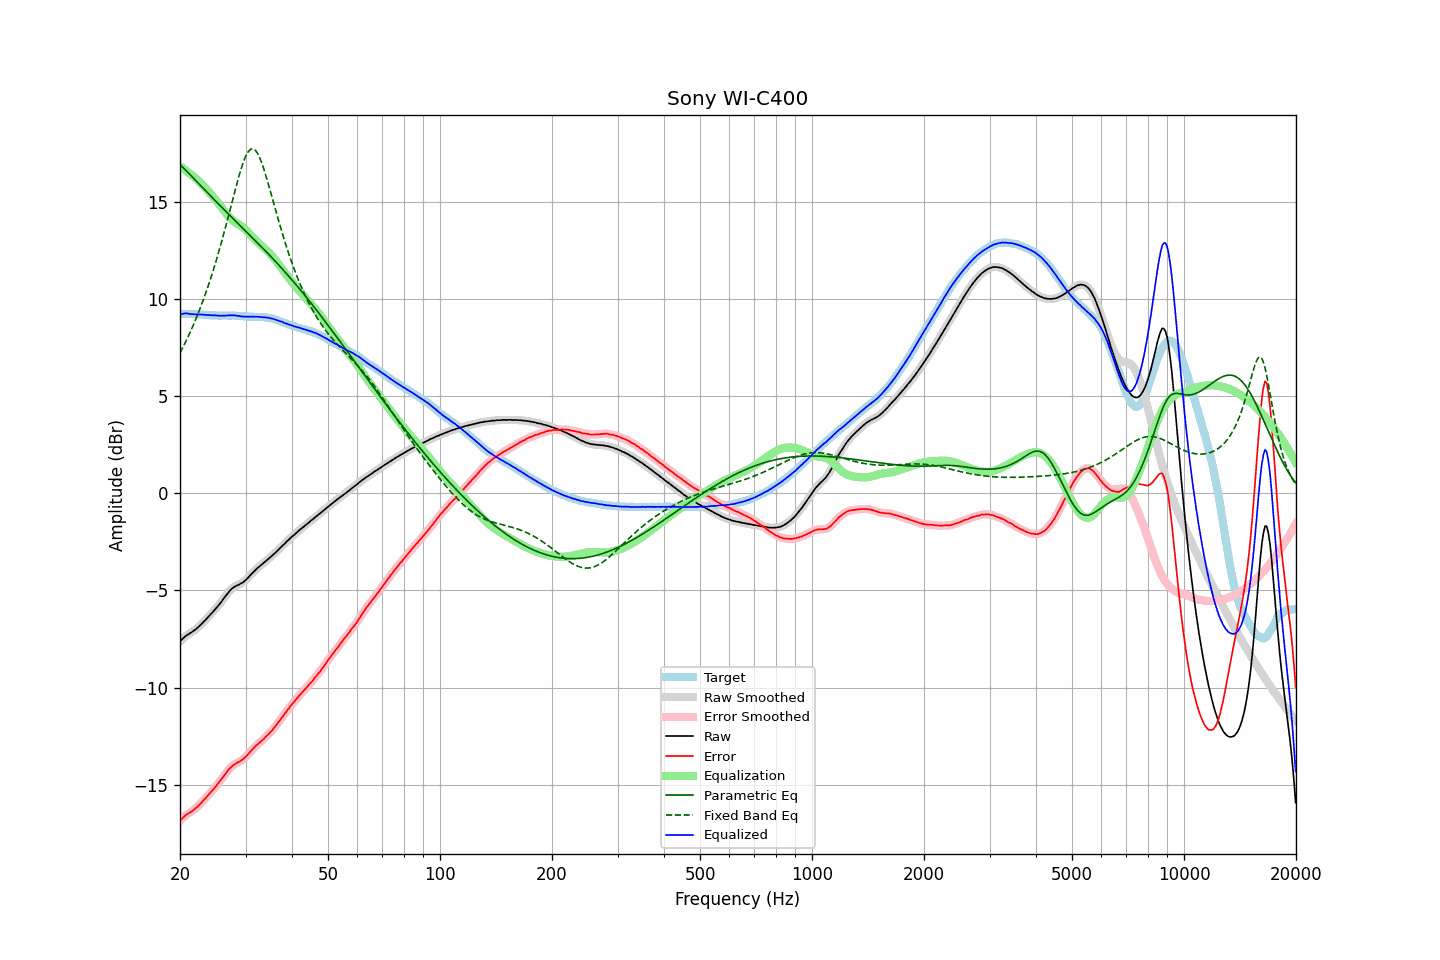 Sony WI-C400
Amplitude (dBr)
15
10
5
0
−5
−10
−15
20
50
100
200
500
1000
2000
5000
10000
20000
Frequency (Hz)
Target
Raw Smoothed
Error Smoothed
Raw
Error
Equalization
Parametric Eq
Fixed Band Eq
Equalized